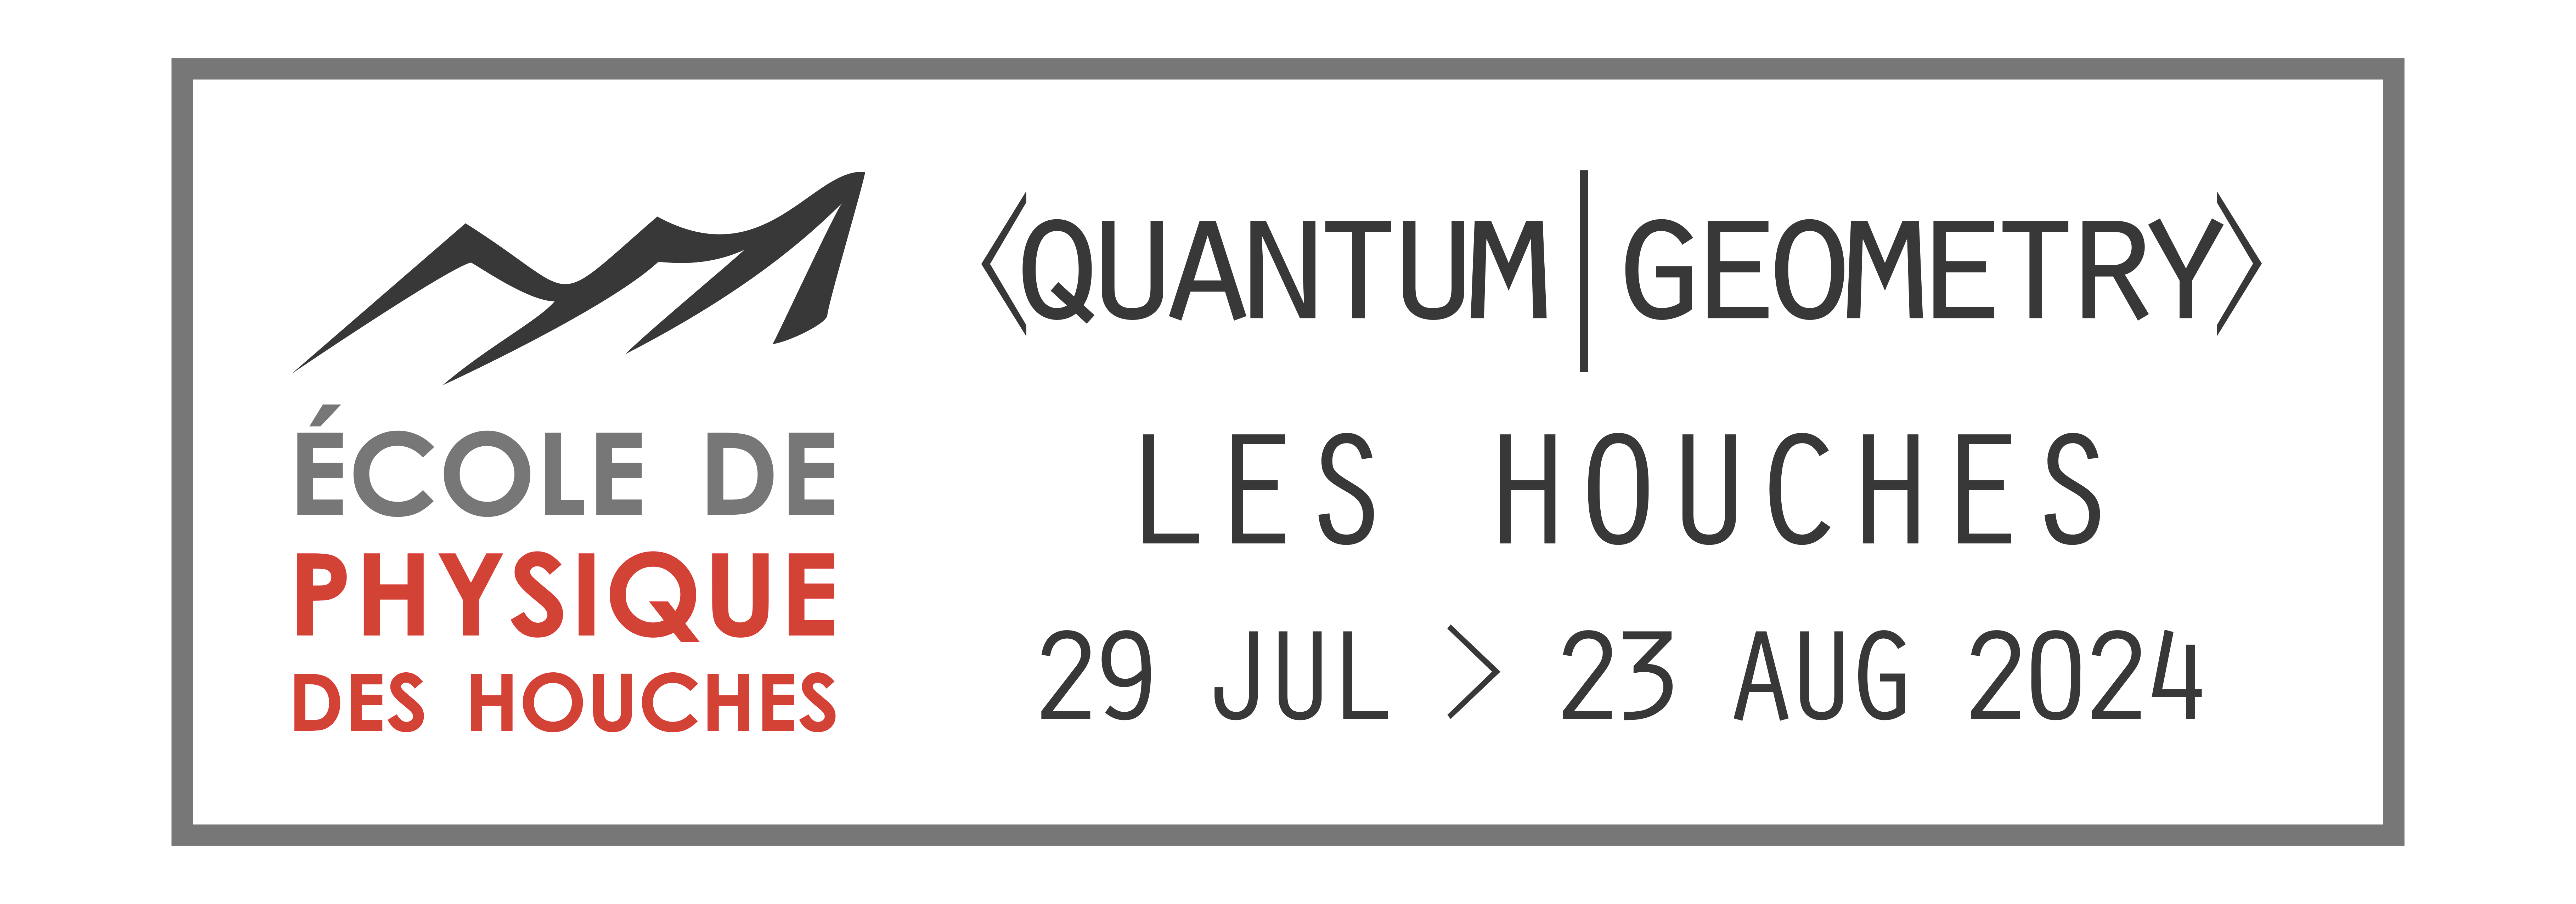 ÉCOLE DE
PHYSIQUE
DES HOUCHES
⟨QUANTUM|GEOMETRY⟩
LES HOUCHES
29 JUL > 23 AUG 2024